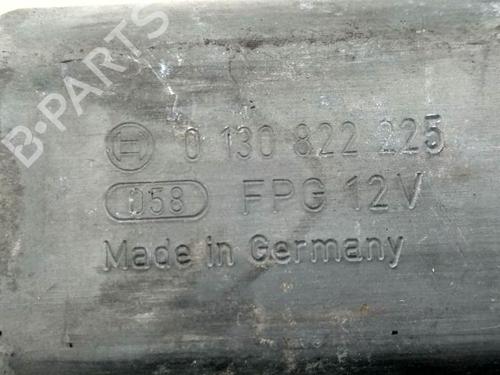 B-PARTS
0 130 822 225
058 FPG 12V
Made in Germany